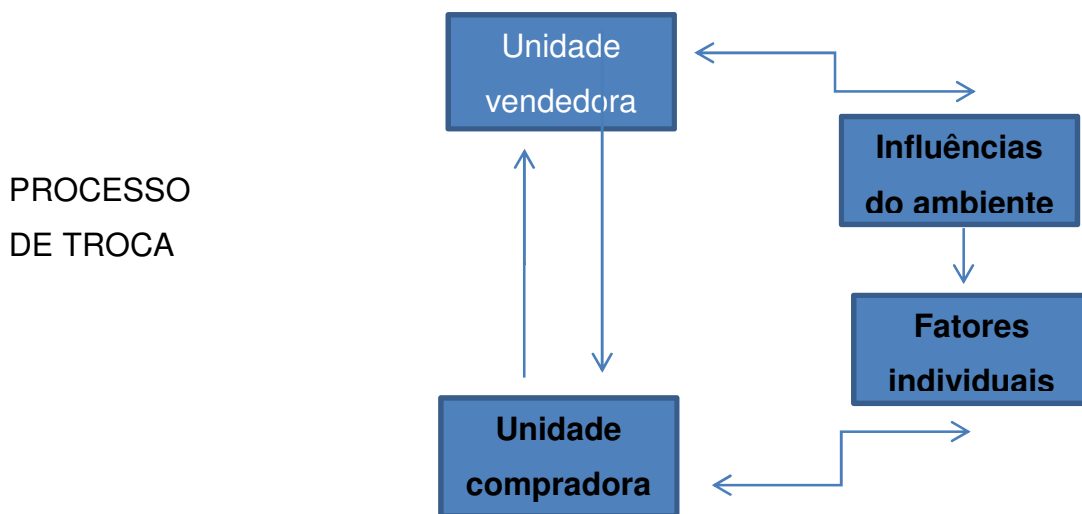 Unidade
vendedora
Influências
do ambiente
PROCESSO
DE TROCA
Fatores
individuais
Unidade
compradora